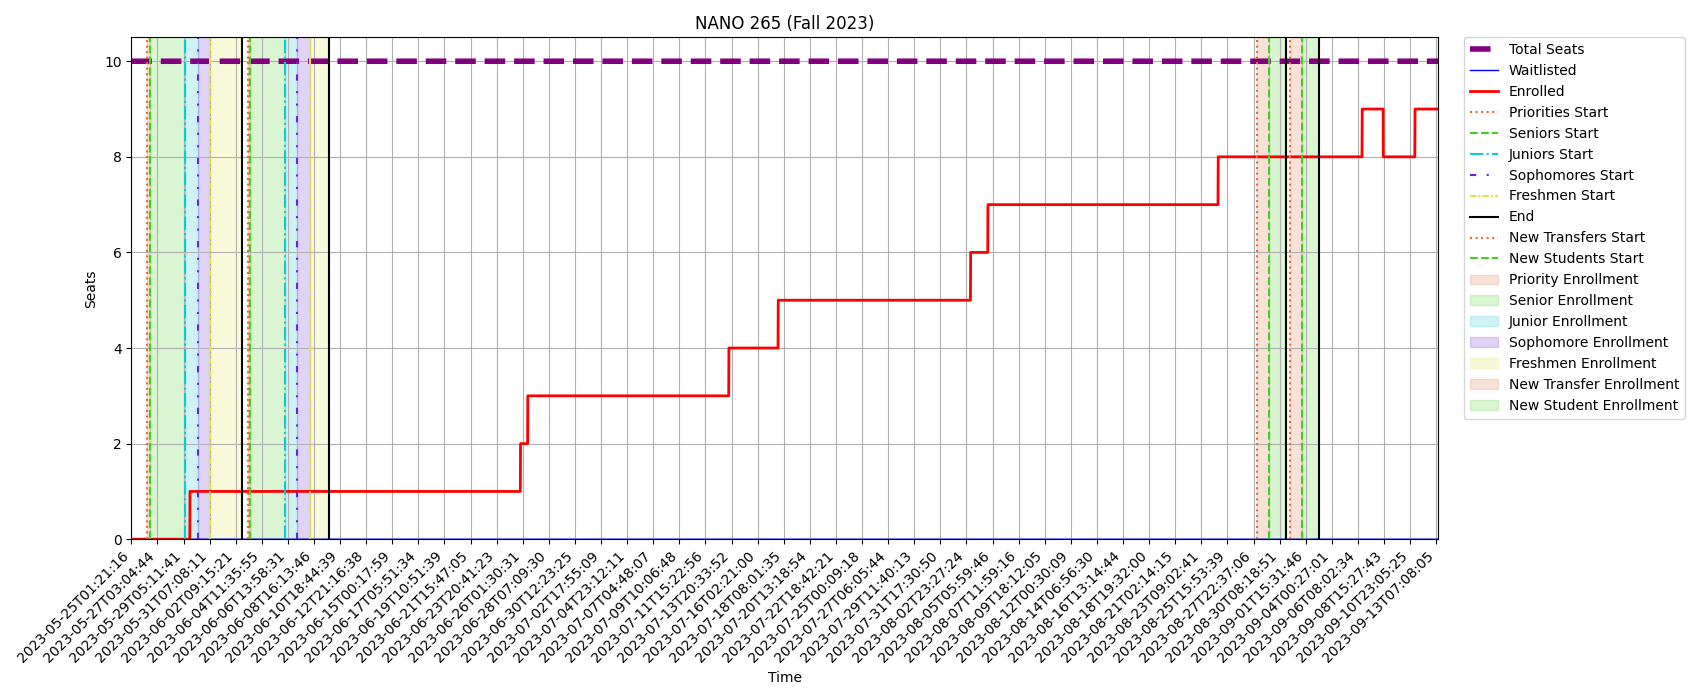 NANO 265 (Fall 2023)
Seats
10
8
6
4
2
0
2023-05-25T01:21:16
2023-05-27T03:04:44
2023-05-29T05:11:41
2023-05-31T07:08:11
2023-06-02T09:15:21
2023-06-04T11:35:55
2023-06-06T13:58:31
2023-06-08T16:13:46
2023-06-10T18:44:39
2023-06-12T21:16:38
2023-06-15T00:17:59
2023-06-17T05:51:34
2023-06-19T10:51:39
2023-06-21T15:47:05
2023-06-23T20:41:23
2023-06-26T01:30:31
2023-06-28T07:09:30
2023-06-30T12:23:25
2023-07-02T17:55:09
2023-07-04T23:12:11
2023-07-07T04:48:07
2023-07-09T10:06:48
2023-07-11T15:22:56
2023-07-13T20:33:52
2023-07-16T02:21:00
2023-07-18T08:01:35
2023-07-20T13:18:54
2023-07-22T18:42:21
2023-07-25T00:09:18
2023-07-27T06:05:44
2023-07-29T11:40:13
2023-07-31T17:30:50
2023-08-02T23:27:24
2023-08-05T05:59:46
2023-08-07T11:59:16
2023-08-09T18:12:05
2023-08-12T00:30:09
2023-08-14T06:56:30
2023-08-16T13:14:44
2023-08-18T19:32:00
2023-08-21T02:14:15
2023-08-23T09:02:41
2023-08-25T15:53:39
2023-08-27T22:37:06
2023-08-30T08:18:51
2023-09-01T15:31:46
2023-09-04T00:27:01
2023-09-06T08:02:34
2023-09-08T15:27:43
2023-09-10T23:05:25
2023-09-13T07:08:05
Time
Total Seats
Waitlisted
Enrolled
Priorities Start
Seniors Start
Juniors Start
Sophomores Start
Freshmen Start
End
New Transfers Start
New Students Start
Priority Enrollment
Senior Enrollment
Junior Enrollment
Sophomore Enrollment
Freshmen Enrollment
New Transfer Enrollment
New Student Enrollment